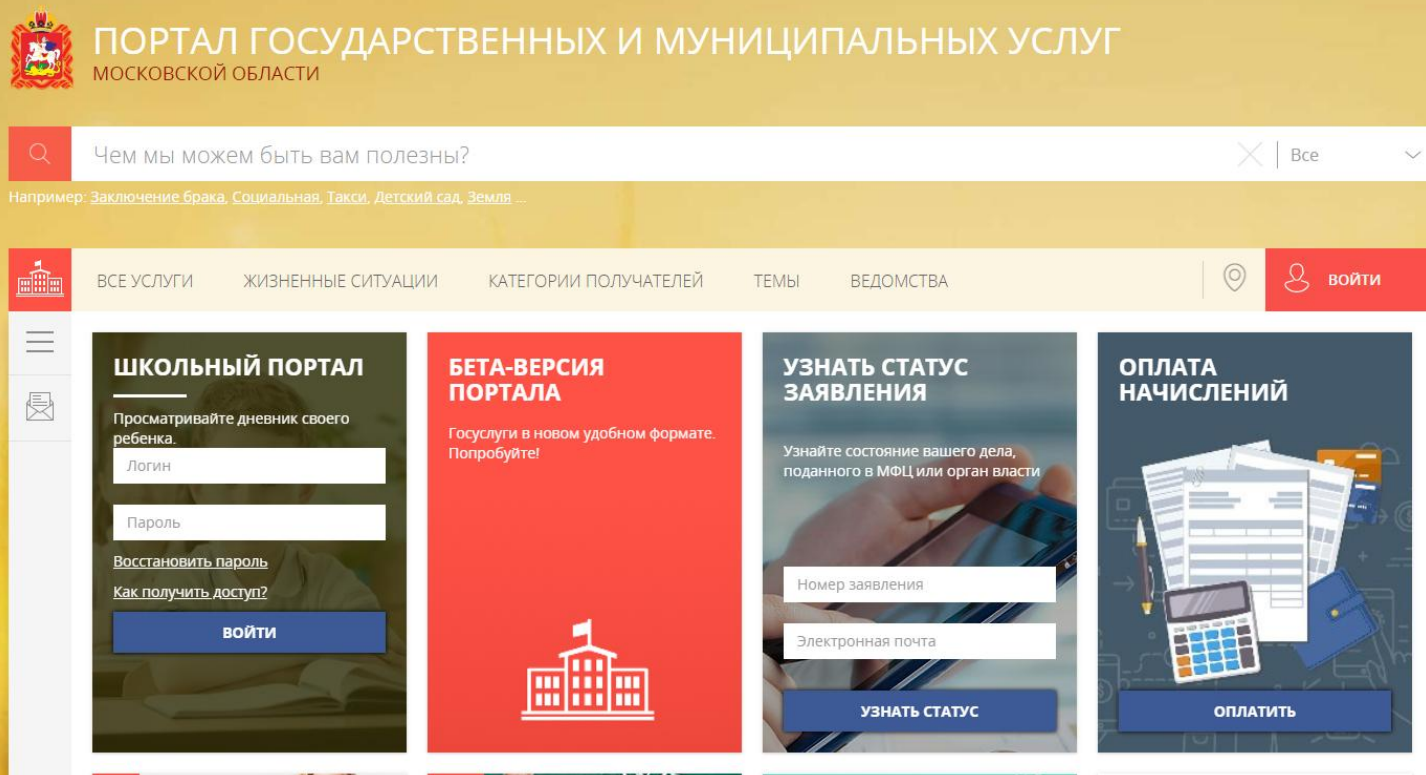 ПОРТАЛ ГОСУДАРСТВЕННЫХ И МУНИЦИПАЛЬНЫХ УСЛУГ
МОСКОВСКОЙ ОБЛАСТИ
Чем мы можем быть вам полезны?
Все
Например: Заключение брака, Социальная, Такси, Детский сад, Земля ...
ВСЕ УСЛУГИ
ЖИЗНЕННЫЕ СИТУАЦИИ
КАТЕГОРИИ ПОЛУЧАТЕЛЕЙ
ТЕМЫ
ВЕДОМСТВА
ВОЙТИ
ШКОЛЬНЫЙ ПОРТАЛ
Просматривайте дневник своего
ребенка.
Логин
Пароль
Восстановить пароль
Как получить доступ?
ВОЙТИ
БЕТА-ВЕРСИЯ
ПОРТАЛА
Госуслуги в новом удобном формате.
Попробуйте!
УЗНАТЬ СТАТУС
ЗАЯВЛЕНИЯ
Узнайте состояние вашего дела,
поданного в МФЦ или орган власти
Номер заявления
Электронная почта
УЗНАТЬ СТАТУС
ОПЛАТА
НАЧИСЛЕНИЙ
ОПЛАТИТЬ